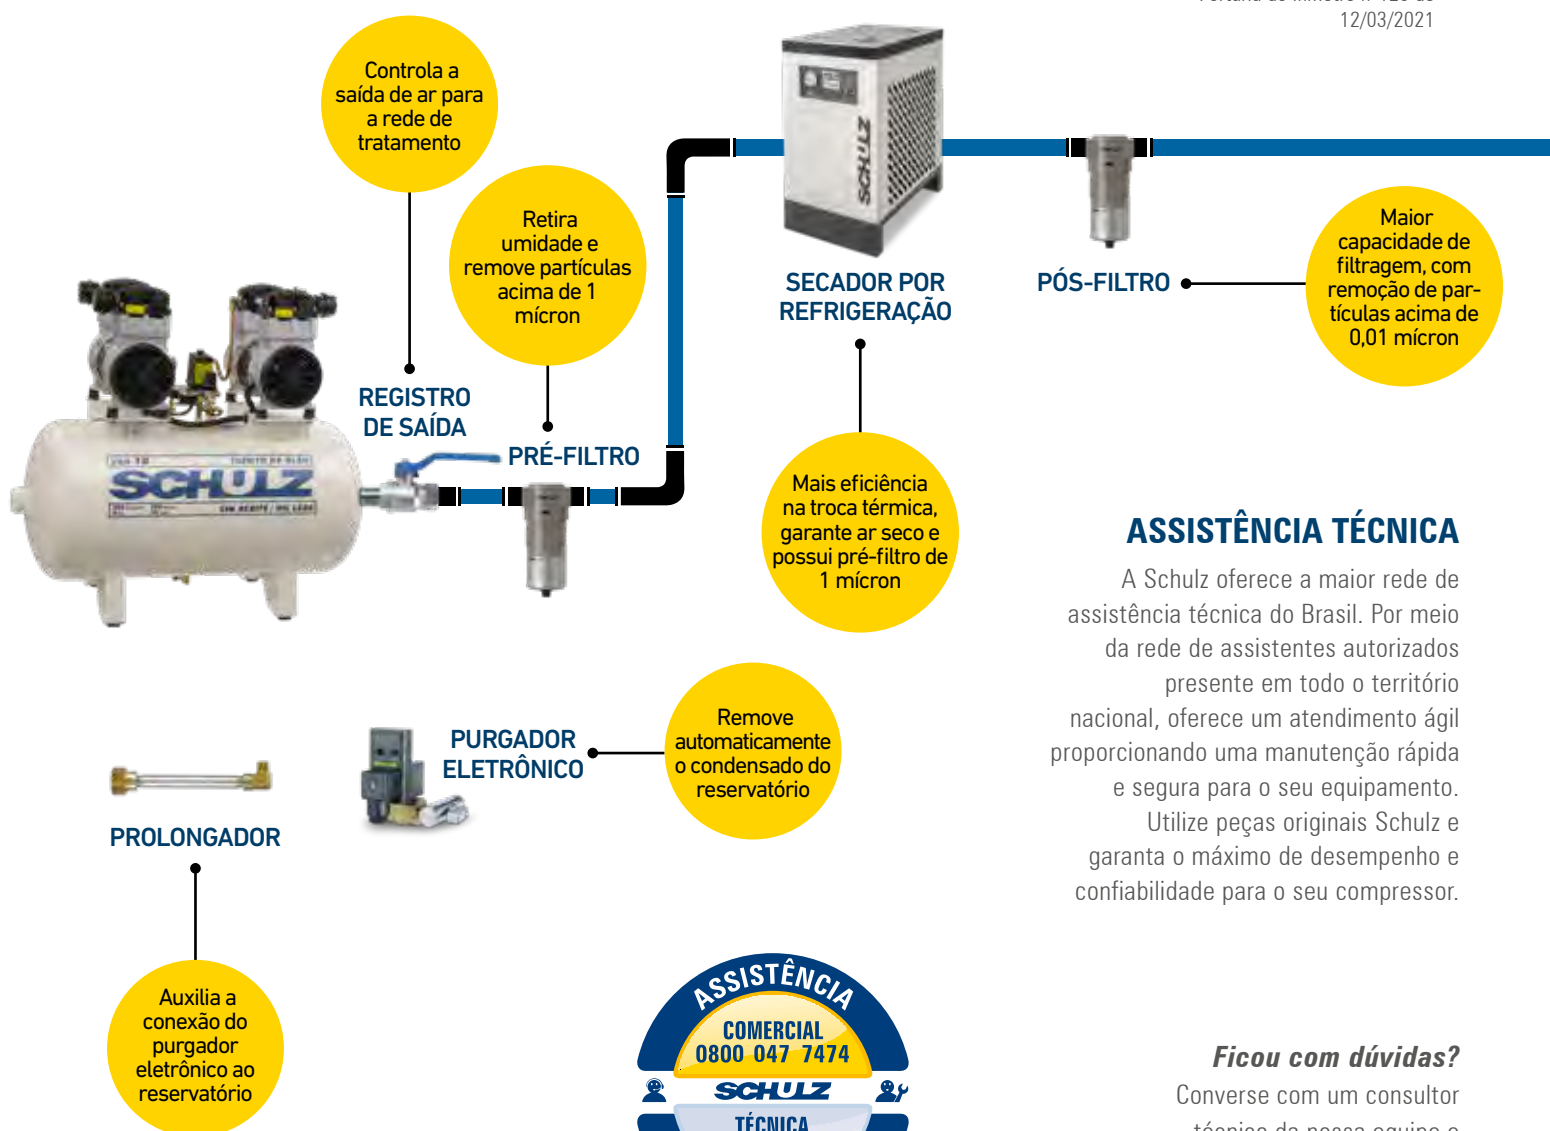 12/03/2021
Controla a
saída de ar para
a rede de
tratamento
Retira
umidade e
remove partículas
acima de 1
mícron
SCHULZ
SECADOR POR
REFRIGERAÇÃO
PÓS-FILTRO
Maior
capacidade de
filtragem, com
remoção de par-
tículas acima de
0,01 mícron
REGISTRO
DE SAÍDA
PRÉ-FILTRO
SCHULZ
Mais eficiência
na troca térmica,
garante ar seco e
possui pré-filtro de
1 mícron
ASSISTÊNCIA TÉCNICA
A Schulz oferece a maior rede de
assistência técnica do Brasil. Por meio
da rede de assistentes autorizados
presente em todo o território
nacional, oferece um atendimento ágil
proporcionando uma manutenção rápida
e segura para o seu equipamento.
Utilize peças originais Schulz e
garanta o máximo de desempenho e
confiabilidade para o seu compressor.
PURGADOR
ELETRÔNICO
Remove
automaticamente
o condensado do
reservatório
PROLONGADOR
Auxilia a
conexão do
purgador
eletrônico ao
reservatório
ASSISTÊNCIA
COMERCIAL
0800 047 7474
SCHULZ
TÉCNICA
Ficou com dúvidas?
Converse com um consultor
técnico da nossa equipe e